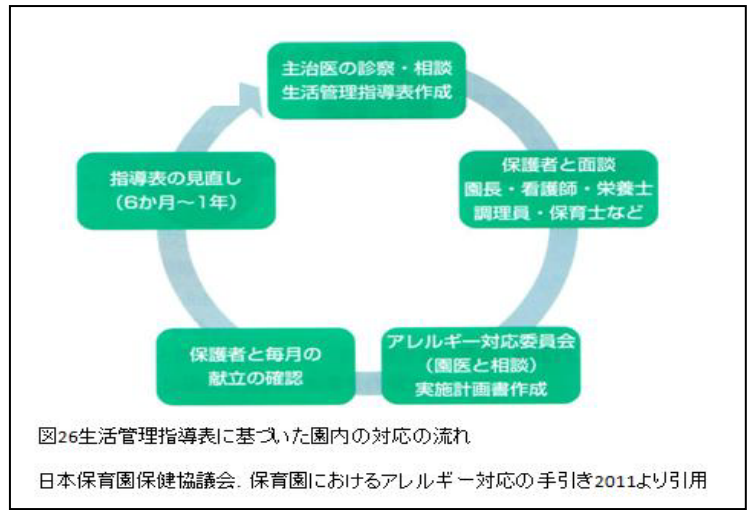 主治医の診察・相談
生活管理指導表作成
保護者と面談
園長・看護師・栄養士
調理員・保育士など
アレルギー対応委員会
（園医と相談）
実施計画書作成
保護者と毎月の
献立の確認
指導表の見直し
（6か月～1年）
図26生活管理指導表に基づいた園内の対応の流れ
日本保育園保健協議会．保育園におけるアレルギー対応の手引き2011より引用